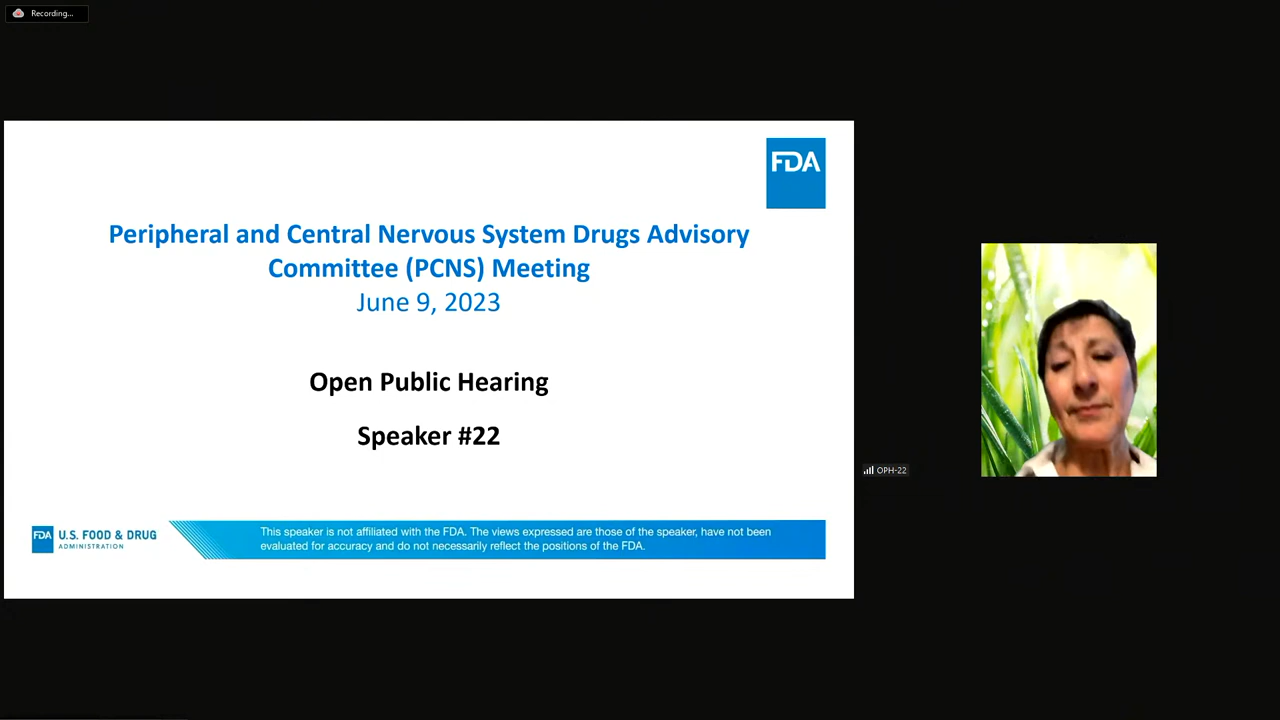 Recording...
FDA
Peripheral and Central Nervous System Drugs Advisory
Committee (PCNS) Meeting
June 9, 2023
Open Public Hearing
Speaker #22
FDA
U.S. FOOD & DRUG
ADMINISTRATION
This speaker is not affiliated with the FDA. The views expressed are those of the speaker, have not been
evaluated for accuracy and do not necessarily reflect the positions of the FDA.
OPH-22